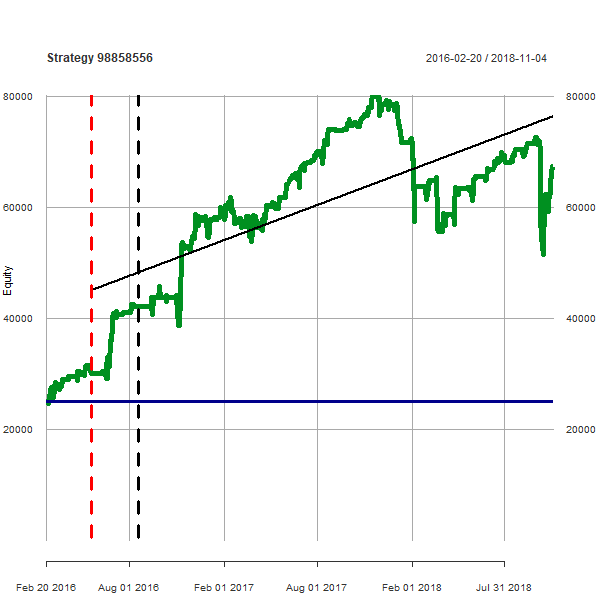 Strategy 98858556
2016-02-20 / 2018-11-04
80000 80000
60000 60000
Equity
40000 40000
20000 20000
Feb 20 2016 Aug 01 2016 Feb 01 2017 Aug 01 2017 Feb 01 2018 Jul 31 2018